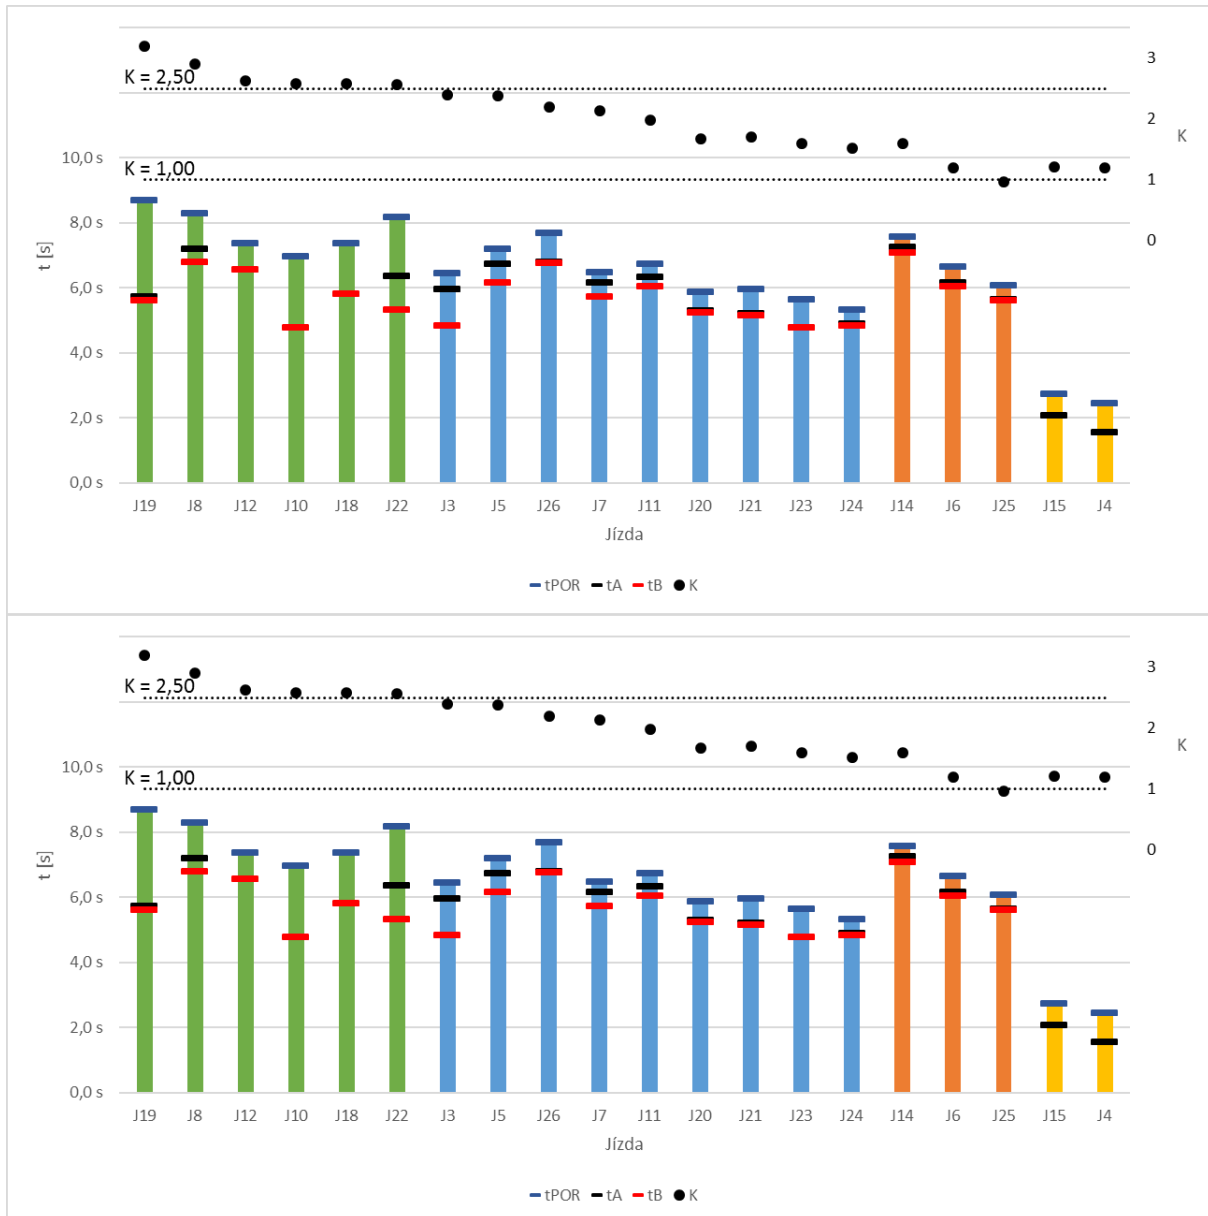 3
K = 2,50
2
K
10,0 s
K = 1,00
1
8,0 s
0
t [s]
6,0 s
4,0 s
2,0 s
0,0 s
J19 J8 J12 J10 J18 J22 J3 J5 J26 J7 J11 J20 J21 J23 J24 J14 J6 J25 J15 J4
Jízda
tPOR tA tB K
3
K = 2,50
2
K
10,0 s
K = 1,00
1
8,0 s
0
t [s]
6,0 s
4,0 s
2,0 s
0,0 s
J19 J8 J12 J10 J18 J22 J3 J5 J26 J7 J11 J20 J21 J23 J24 J14 J6 J25 J15 J4
Jízda
tPOR tA tB K